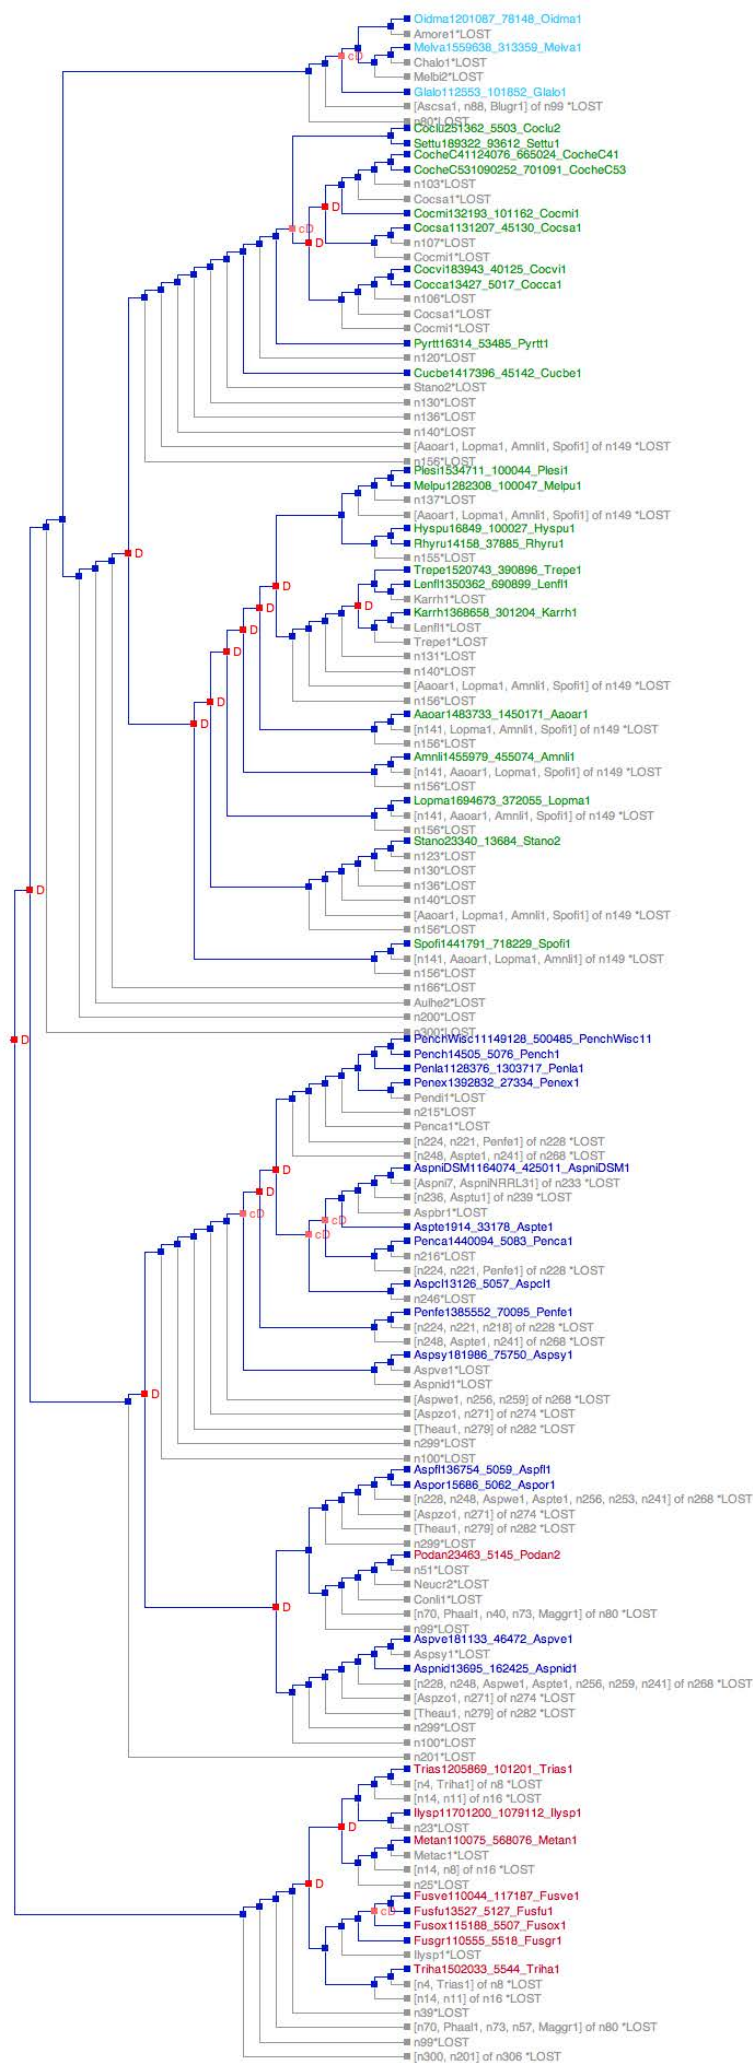 Oidma1201087_78148_Oidma1
Amore1*LOST
Melva1559638_313359_Melva1
cD
Chalo1*LOST
Melbi2*LOST
Glalo112553_101852_Glalo1
[Ascsa1, n88, Blugr1] of n99 *LOST
n80*LOST
Coclu251362_5503_Coclu2
Settu189322_93612_Settu1
CocheC41124076_665024_CocheC41
CocheC531090252_701091_CocheC53
n103*LOST
Cocsa1*LOST
D
Cocmi132193_101162_Cocmi1
cD
Cocsa1131207_45130_Cocsa1
D
n107*LOST
Cocmi1*LOST
Cocvi183943_40125_Cocvi1
Cocca13427_5017_Cocca1
n106*LOST
Cocsa1*LOST
Cocmi1*LOST
Pyrtt16314_53485_Pyrtt1
n120*LOST
Cucbe1417396_45142_Cucbe1
Stano2*LOST
n130*LOST
n136*LOST
n140*LOST
[Aaoar1, Lopma1, Amnli1, Spofi1] of n149 *LOST
n156*LOST
Plesi1534711_100044_Plesi1
Melpu1282308_100047_Melpu1
n137*LOST
[Aaoar1, Lopma1, Amnli1, Spofi1] of n149 *LOST
Hyspu16849_100027_Hyspu1
Rhyru14158_37885_Rhyru1
D
n155*LOST
Trepe1520743_390896_Trepe1
Lenfl1350362_690899_Lenfl1
D
Karrh1*LOST
D
D
Karrh1368658_301204_Karrh1
Lenfl1*LOST
D
Trepe1*LOST
D
n131*LOST
n140*LOST
[Aaoar1, Lopma1, Amnli1, Spofi1] of n149 *LOST
D
n156*LOST
Aaoar1483733_1450171_Aaoar1
D
[n141, Lopma1, Amnli1, Spofi1] of n149 *LOST
n156*LOST
Amnli1455979_455074_Amnli1
[n141, Aaoar1, Lopma1, Spofi1] of n149 *LOST
n156*LOST
Lopma1694673_372055_Lopma1
[n141, Aaoar1, Amnli1, Spofi1] of n149 *LOST
n156*LOST
Stano23340_13684_Stano2
n123*LOST
n130*LOST
n136*LOST
D
n140*LOST
[Aaoar1, Lopma1, Amnli1, Spofi1] of n149 *LOST
n156*LOST
Spofi1441791_718229_Spofi1
[n141, Aaoar1, Lopma1, Amnli1] of n149 *LOST
n156*LOST
n166*LOST
Aulhe2*LOST
n200*LOST
n300*LOST
D
PenchWisc11149128_500485_PenchWisc11
Pench14505_5076_Pench1
Penla1128376_1303717_Penla1
Penex1392832_27334_Penex1
Pendi1*LOST
n215*LOST
Penca1*LOST
[n224, n221, Penfe1] of n228 *LOST
[n248, Aspte1, n241] of n268 *LOST
D
AspniDSM1164074_425011_AspniDSM1
[Aspni7, AspniNRRL31] of n233 *LOST
D
[n236, Asptu1] of n239 *LOST
cD
Aspbr1*LOST
cD
Aspte1914_33178_Aspte1
cD
Penca1440094_5083_Penca1
n216*LOST
[n224, n221, Penfe1] of n228 *LOST
Aspcl13126_5057_Aspcl1
n246*LOST
Penfe1385552_70095_Penfe1
[n224, n221, n218] of n228 *LOST
[n248, Aspte1, n241] of n268 *LOST
Aspsy181986_75750_Aspsy1
Aspve1*LOST
Aspnid1*LOST
D
[Aspwe1, n256, n259] of n268 *LOST
[Aspzo1, n271] of n274 *LOST
[Theau1, n279] of n282 *LOST
n299*LOST
n100*LOST
Aspfl136754_5059_Aspfl1
Aspor15686_5062_Aspor1
[n228, n248, Aspwe1, Aspte1, n256, n253, n241] of n268 *LOST
[Aspzo1, n271] of n274 *LOST
[Theau1, n279] of n282 *LOST
n299*LOST
Podan23463_5145_Podan2
n51*LOST
Neucr2*LOST
Conli1*LOST
D
[n70, Phaal1, n40, n73, Maggr1] of n80 *LOST
n99*LOST
Aspve181133_46472_Aspve1
Aspsy1*LOST
Aspnid13695_162425_Aspnid1
[n228, n248, Aspwe1, Aspte1, n256, n259, n241] of n268 *LOST
[Aspzo1, n271] of n274 *LOST
[Theau1, n279] of n282 *LOST
n299*LOST
n100*LOST
n201*LOST
Trias1205869_101201_Trias1
[n4, Triha1] of n8 *LOST
[n14, n11] of n16 *LOST
Ilysp11701200_1079112_Ilysp1
D
n23*LOST
Metan110075_568076_Metan1
Metac1*LOST
[n14, n8] of n16 *LOST
D
n25*LOST
Fusve110044_117187_Fusve1
cD
Fusfu13527_5127_Fusfu1
Fusox115188_5507_Fusox1
Fusgr110555_5518_Fusgr1
Ilysp1*LOST
Triha1502033_5544_Triha1
[n4, Trias1] of n8 *LOST
[n14, n11] of n16 *LOST
n39*LOST
[n70, Phaal1, n73, n57, Maggr1] of n80 *LOST
n99*LOST
[n300, n201] of n306 *LOST